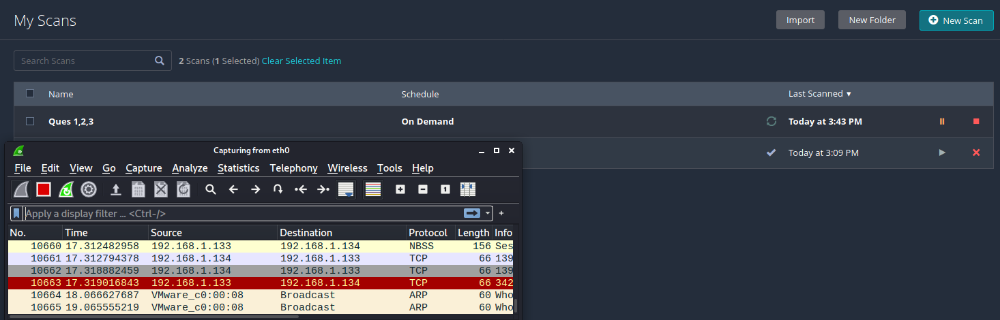 My Scans
Import
New Folder
New Scan
Search Scans
2 Scans (1 Selected) Clear Selected Item
Name Schedule Last Scanned ▼
Ques 1,2,3 On Demand Today at 3:43 PM
Today at 3:09 PM
Capturing from eth0
File Edit View Go Capture Analyze Statistics Telephony Wireless Tools Help
1
Apply a display filter ... <Ctrl-/>
+
No. Time Source Destination Protocol Length Info
10660 17.312482958 192.168.1.133 192.168.1.134 NBSS 156 Ses
10661 17.312794378 192.168.1.134 192.168.1.133 TCP 66 139
10662 17.318882459 192.168.1.134 192.168.1.133 TCP 66 139
10663 17.319016843 192.168.1.133 192.168.1.134 TCP 66 342
10664 18.066627687 VMware_c0:00:08 Broadcast ARP 60 Who
10665 19.065555219 VMware_c0:00:08 Broadcast ARP 60 Who